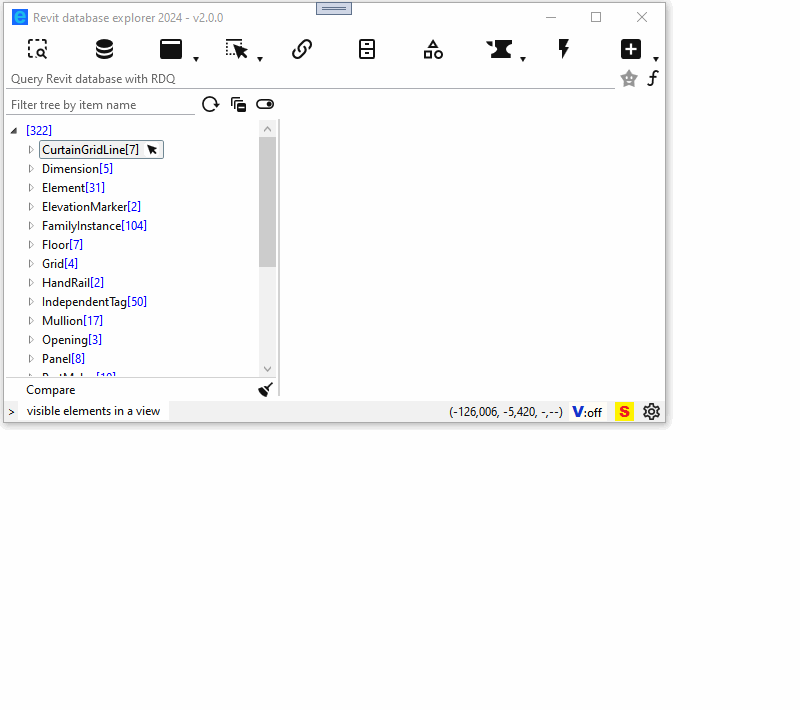 Revit database explorer 2024 - v2.0.0
Query Revit database with RDQ
Filter tree by item name
[322]
CurtainGridLine[7]
Dimension[5]
Element[31]
ElevationMarker[2]
FamilyInstance[104]
Floor[7]
Grid[4]
HandRail[2]
IndependentTag[50]
Mullion[17]
Opening[3]
Panel[8]
Compare
> visible elements in a view (-126,006, -5,420, -,--) V:off S